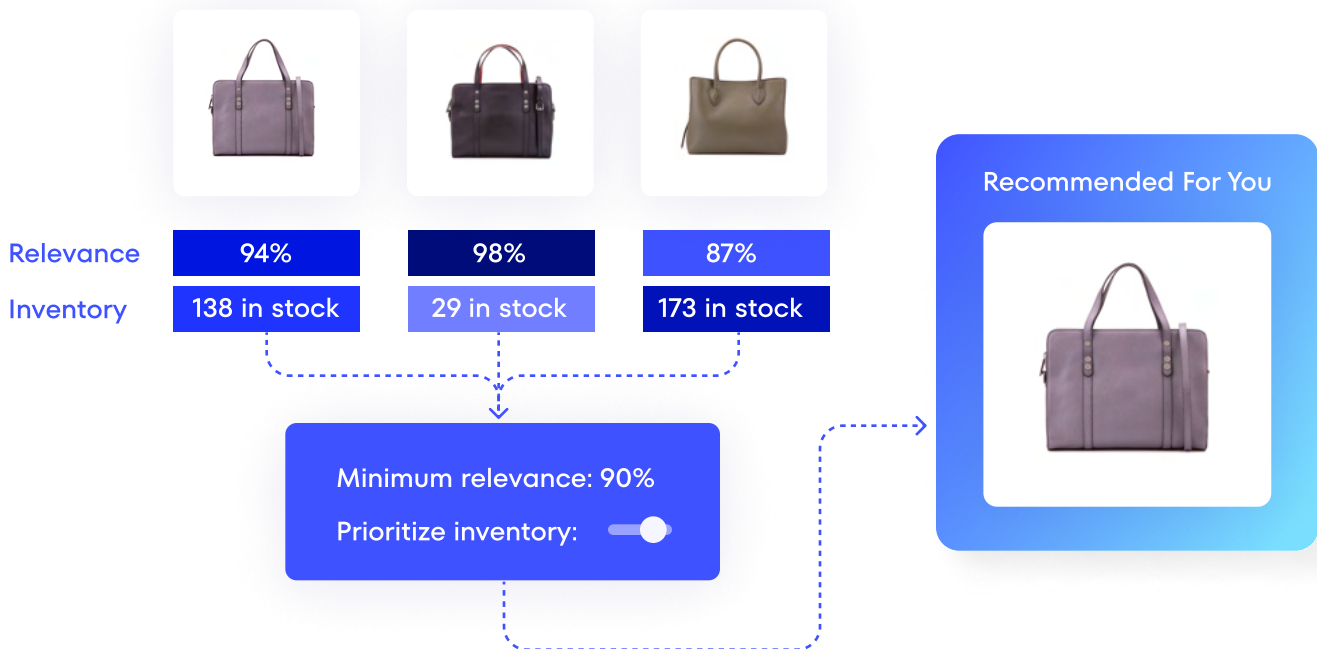 Recommended For You
Relevance 94% 98% 87%
Inventory 138 in stock 29 in stock 173 in stock
Minimum relevance: 90%
Prioritize inventory: